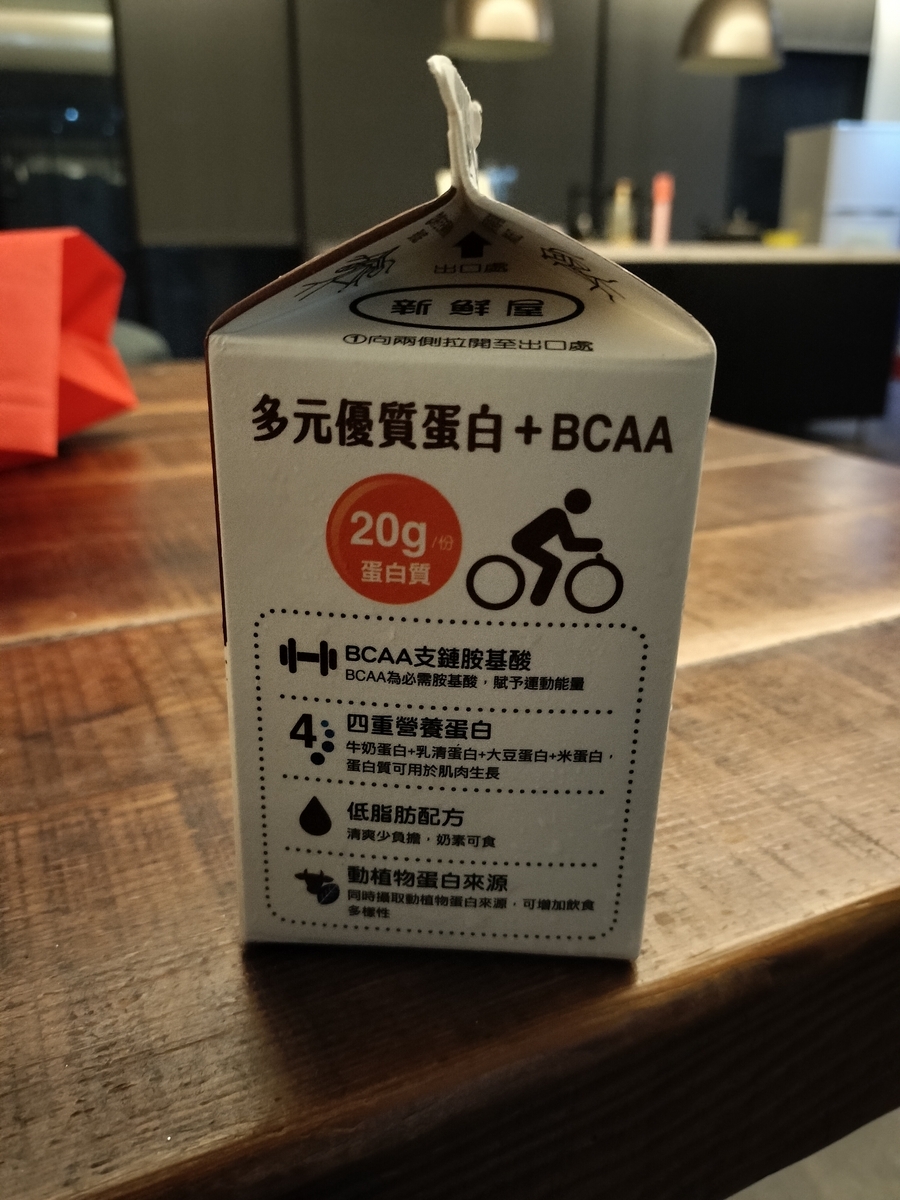 出口處
新鮮屋
①向兩側拉開至出口處
多元優質蛋白+BCAA
20g/份
蛋白質
BCAA支鏈胺基酸
BCAA為必需胺基酸，賦予運動能量
4
四重營養蛋白
牛奶蛋白+乳清蛋白+大豆蛋白+米蛋白，
蛋白質可用於肌肉生長
低脂肪配方
清爽少負擔，奶素可食
動植物蛋白來源
同時攝取動植物蛋白來源，可增加飲食
多樣性